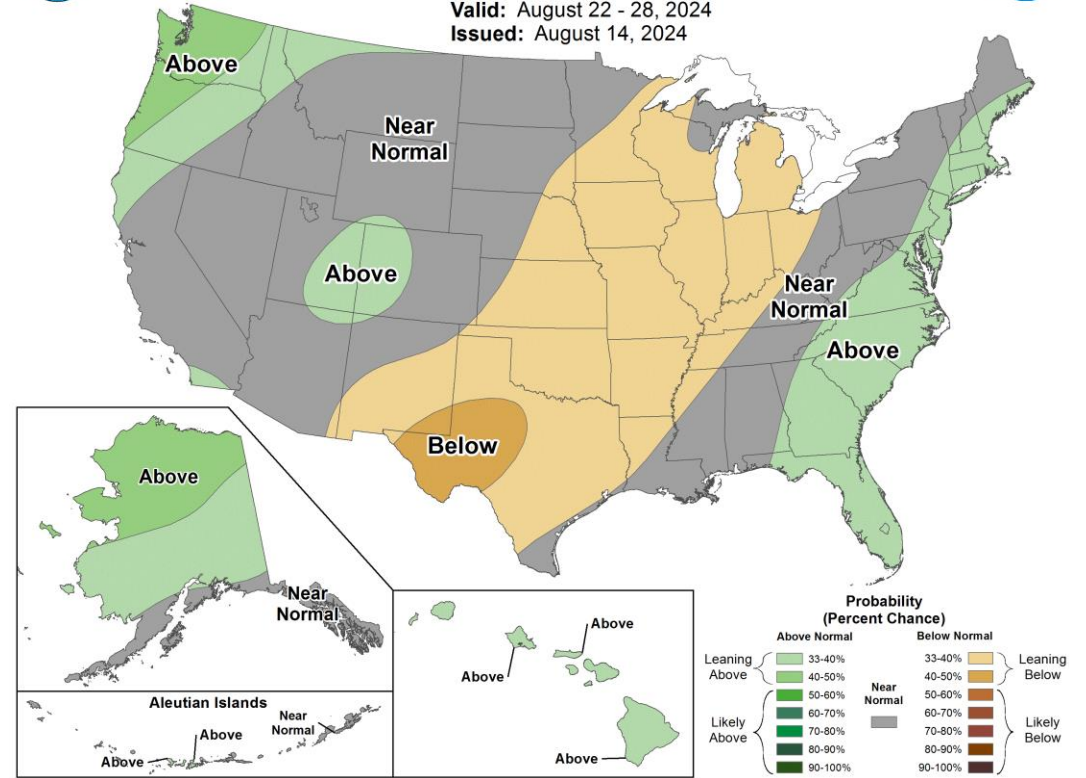 Valid: August 22 - 28, 2024
Issued: August 14, 2024
Above
Near
Normal
Above
Near
Normal
Above
Below
Above
Near
Normal
Aleutian Islands
Near
Normal
Above
Above
Above
Above
Above
Probability
(Percent Chance)
Above Normal
Below Normal
Leaning
Above
33-40%
40-50%
Likely
Above
50-60%
60-70%
70-80%
80-90%
90-100%
Near
Normal
33-40%
40-50%
Leaning
Below
50-60%
60-70%
70-80%
80-90%
90-100%
Likely
Below